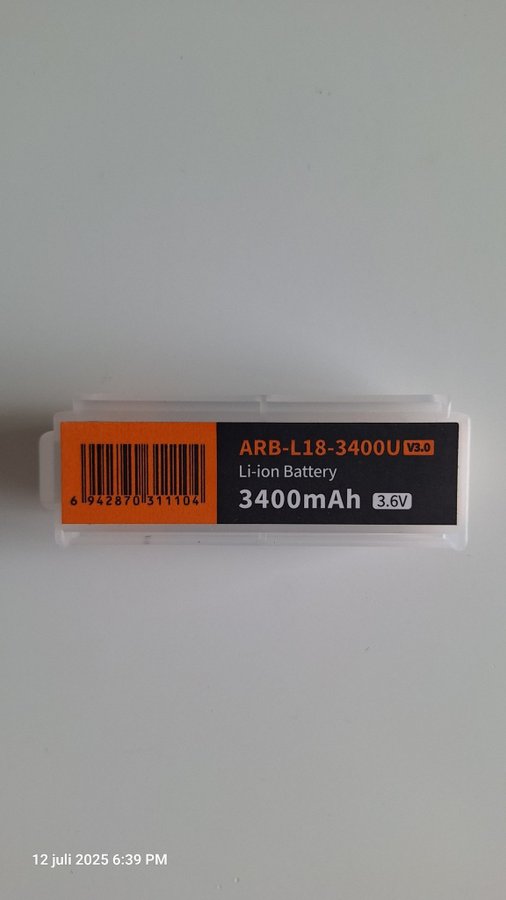 ARB-L18-3400U V3.0
Li-ion Battery
3400mAh 3.6V
6 942870 311104
12 juli 2025 6:39 PM